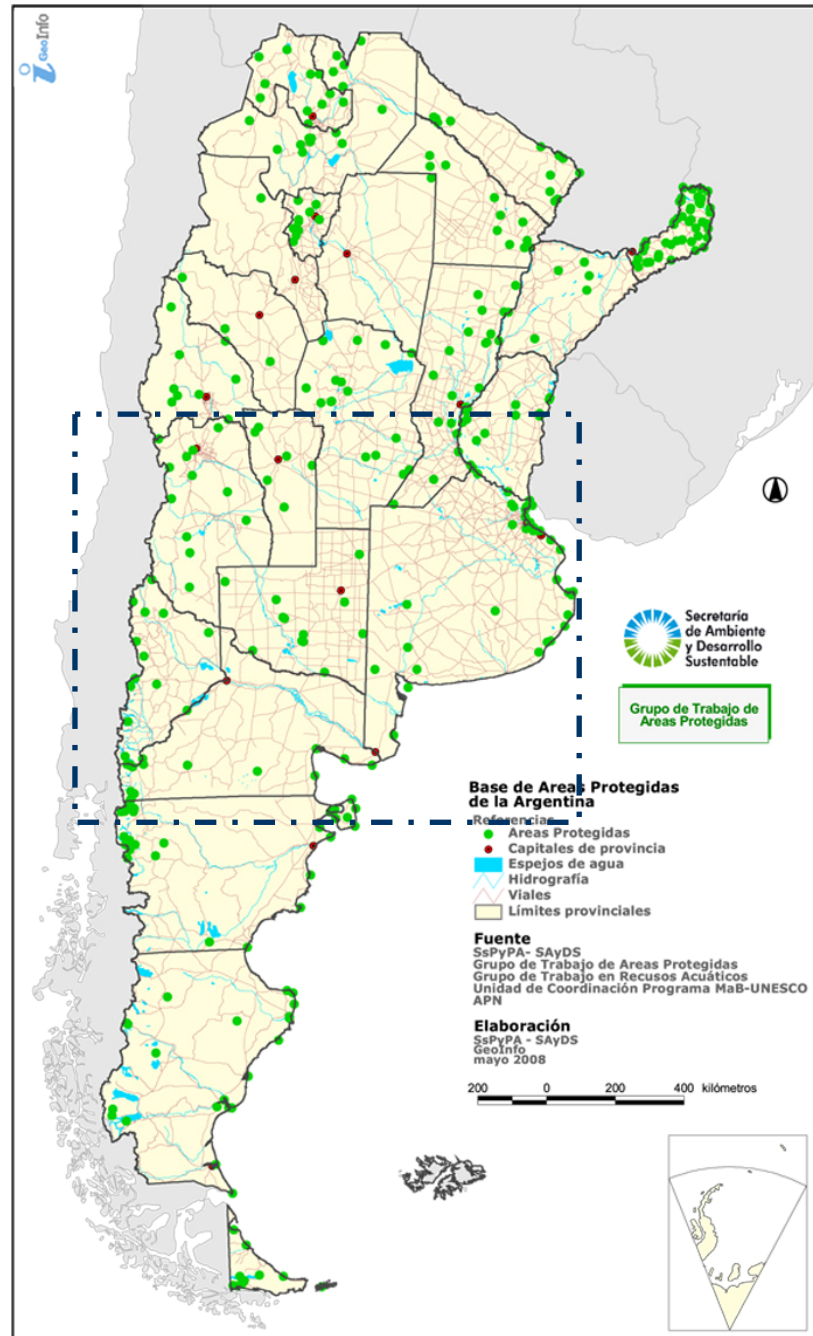 i GeoInfo
Secretaría
de Ambiente
y Desarrollo
Sustentable
Grupo de Trabajo de
Areas Protegidas
Base de Areas Protegidas
de la Argentina
Referencias
Areas Protegidas
Capitales de provincia
Espejos de agua
Hidrografía
Viales
Límites provinciales
Fuente
SsPyPA- SAyDS
Grupo de Trabajo de Areas Protegidas
Grupo de Trabajo en Recusos Acuáticos
Unidad de Coordinación Programa MaB-UNESCO
APN
Elaboración
SsPyPA - SAyDS
GeoInfo
mayo 2008
200 0 200 400 kilómetros